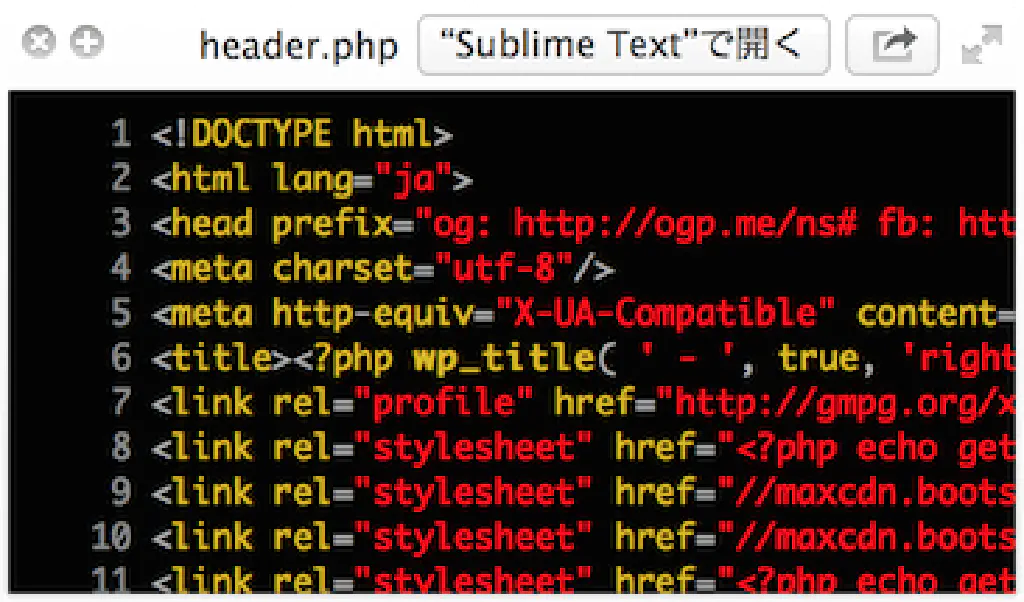 header.php “Sublime Text”で開く
1 <!DOCTYPE html>
2 <html lang="ja">
3 <head prefix="og: http://ogp.me/ns# fb: htt
4 <meta charset="utf-8"/>
5 <meta http-equiv="X-UA-Compatible" content=
6 <title><?php wp_title( ' - ', true, 'right
7 <link rel="profile" href="http://gmpg.org/x
8 <link rel="stylesheet" href="<?php echo get
9 <link rel="stylesheet" href="//maxcdn.boots
10 <link rel="stylesheet" href="//maxcdn.boots
11 <link rel="stylesheet" href="<?php echo get